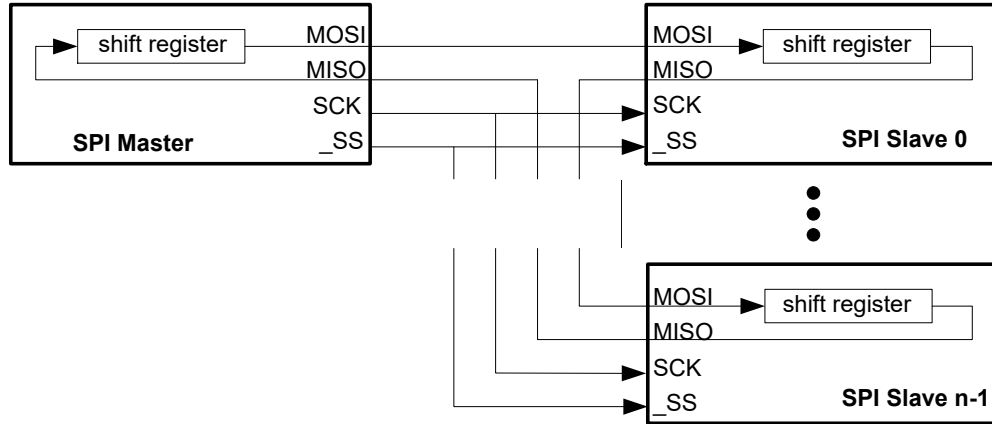 shift register
MOSI
MISO
SCK
_SS
SPI Master
MOSI
shift register
MISO
SCK
_SS
SPI Slave 0
MOSI
shift register
MISO
SCK
_SS
SPI Slave n-1